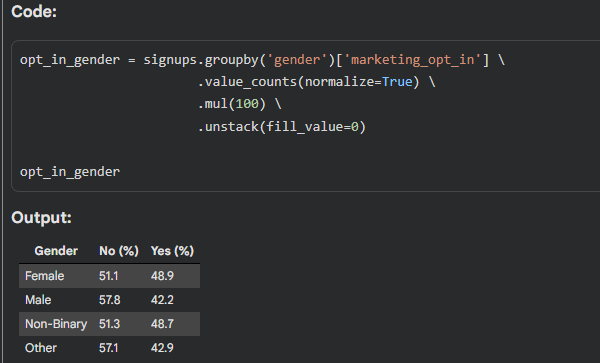 Code:
opt_in_gender = signups.groupby('gender')['marketing_opt_in'] \
.value_counts(normalize=True) \
.mul(100) \
.unstack(fill_value=0)
opt_in_gender
Output:
Gender No (%) Yes (%)
Female 51.1 48.9
Male 57.8 42.2
Non-Binary 51.3 48.7
Other 57.1 42.9